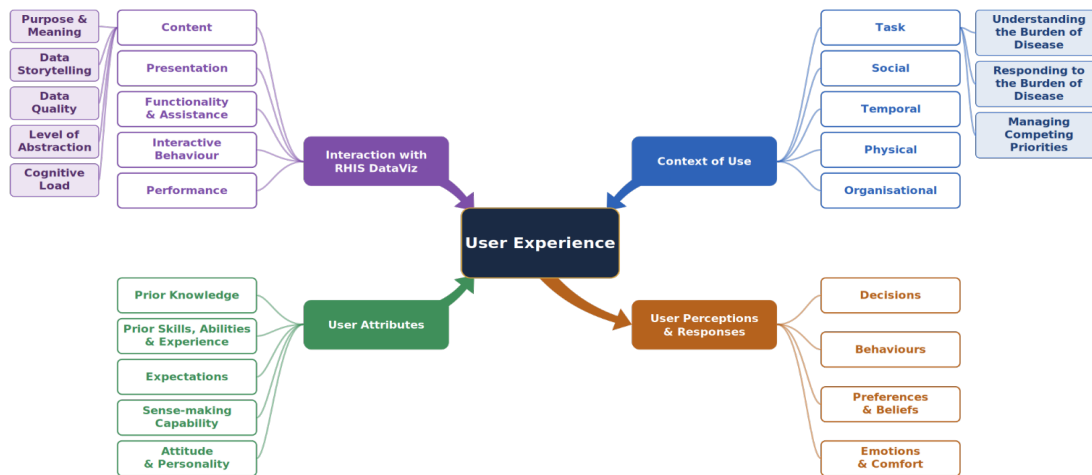 Purpose &
Meaning
Data
Storytelling
Data
Quality
Level of
Abstraction
Cognitive
Load
Content
Presentation
Functionality
& Assistance
Interactive
Behaviour
Performance
Interaction with
RHIS DataViz
Context of Use
Task
Social
Temporal
Physical
Organisational
Understanding
the Burden of
Disease
Responding to
the Burden of
Disease
Managing
Competing
Priorities
User Experience
Prior Knowledge
Prior Skills, Abilities
& Experience
Expectations
Sense-making
Capability
Attitude
& Personality
User Attributes
User Perceptions
& Responses
Decisions
Behaviours
Preferences
& Beliefs
Emotions
& Comfort